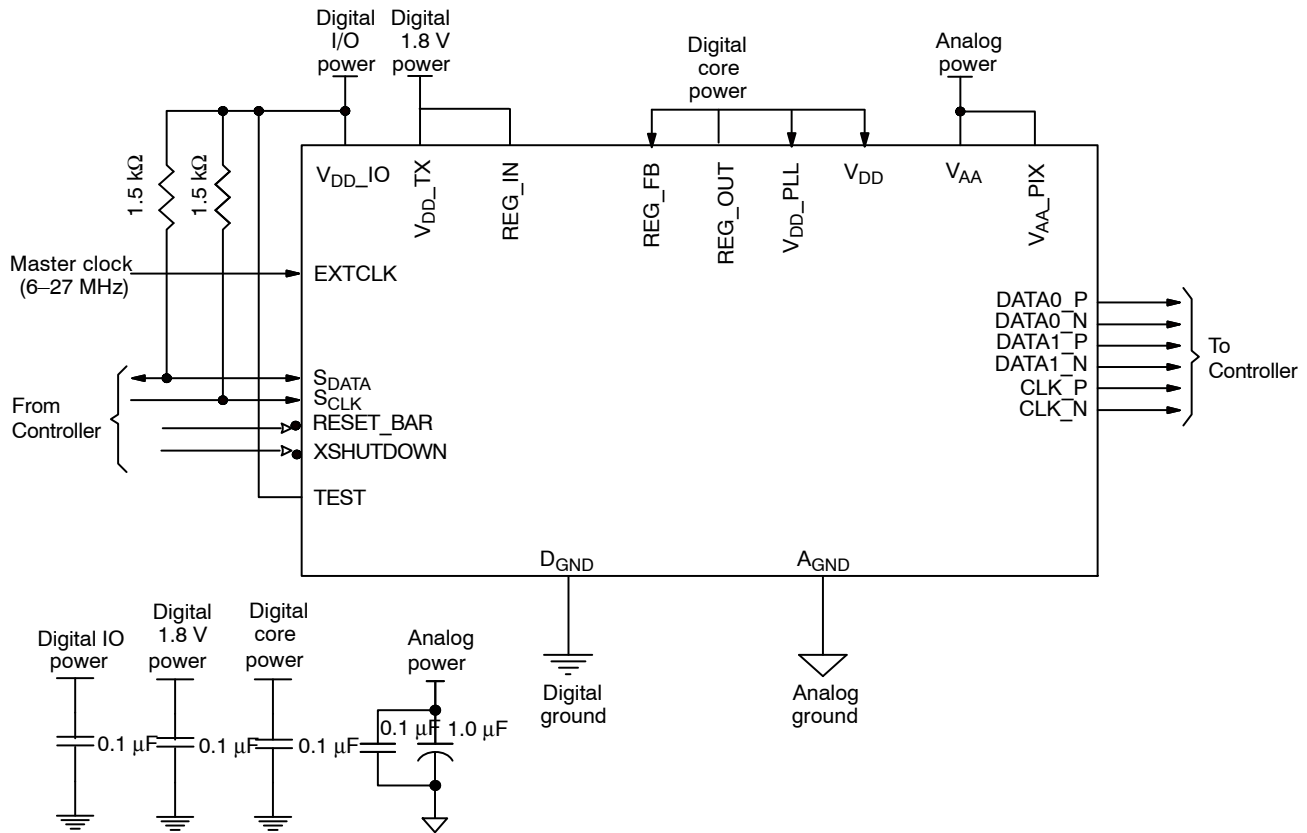 Digital
I/O
power
Digital
1.8 V
power
Digital
core
power
Analog
power
1.5 kΩ
1.5 kΩ
VDD_IO
VDD_TX
REG_IN
REG_FB
REG_OUT
VDD_PLL
VDD
VAA
VAA_PIX
Master clock
(6–27 MHz)
EXTCLK
From
Controller
SDATA
SCLK
RESET_BAR
XSHUTDOWN
TEST
DATA0_P
DATA0_N
DATA1_P
DATA1_N
CLK_P
CLK_N
To
Controller
DGND
AGND
Digital
ground
Analog
ground
Digital IO
power
Digital
1.8 V
power
Digital
core
power
Analog
power
0.1 μF
0.1 μF
0.1 μF
0.1 μF
1.0 μF